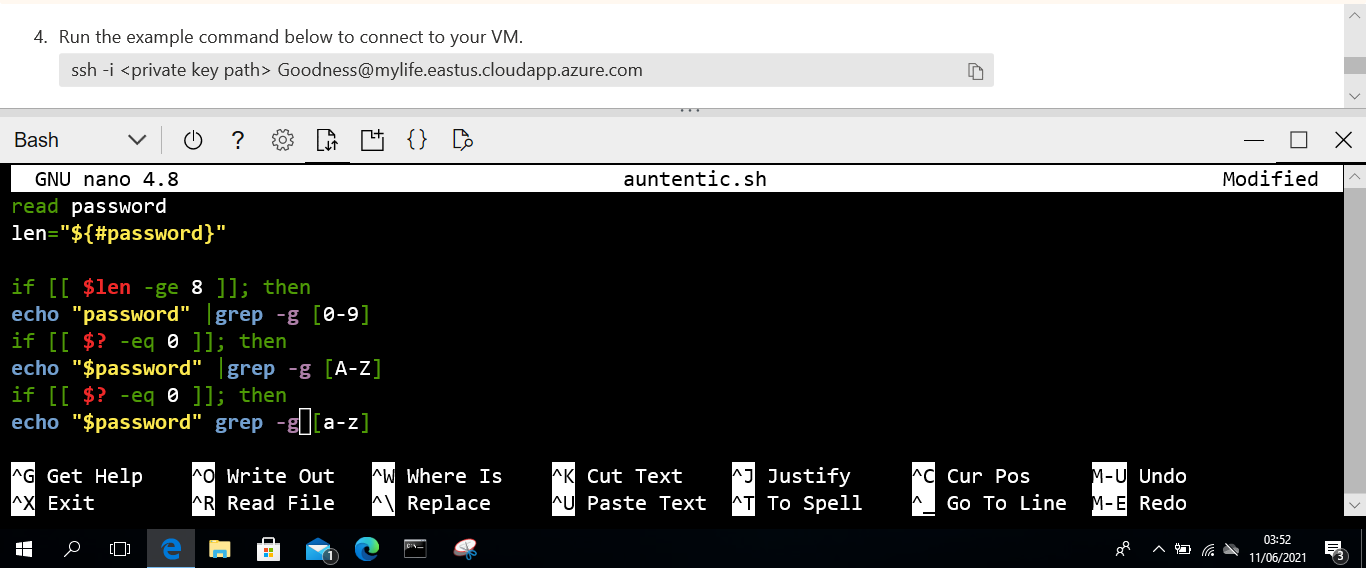 4. Run the example command below to connect to your VM.
ssh -i <private key path> Goodness@mylife.eastus.cloudapp.azure.com
Bash
? {}
GNU nano 4.8 auntentic.sh Modified
read password
len="${#password}"
if [[ $len -ge 8 ]]; then
echo "password" |grep -g [0-9]
if [[ $? -eq 0 ]]; then
echo "$password" |grep -g [A-Z]
if [[ $? -eq 0 ]]; then
echo "$password" grep -g [a-z]
^G Get Help ^O Write Out ^W Where Is ^K Cut Text ^J Justify ^C Cur Pos M-U Undo
^X Exit ^R Read File ^\ Replace ^U Paste Text ^T To Spell ^_ Go To Line M-E Redo
1
03:52
11/06/2021
3